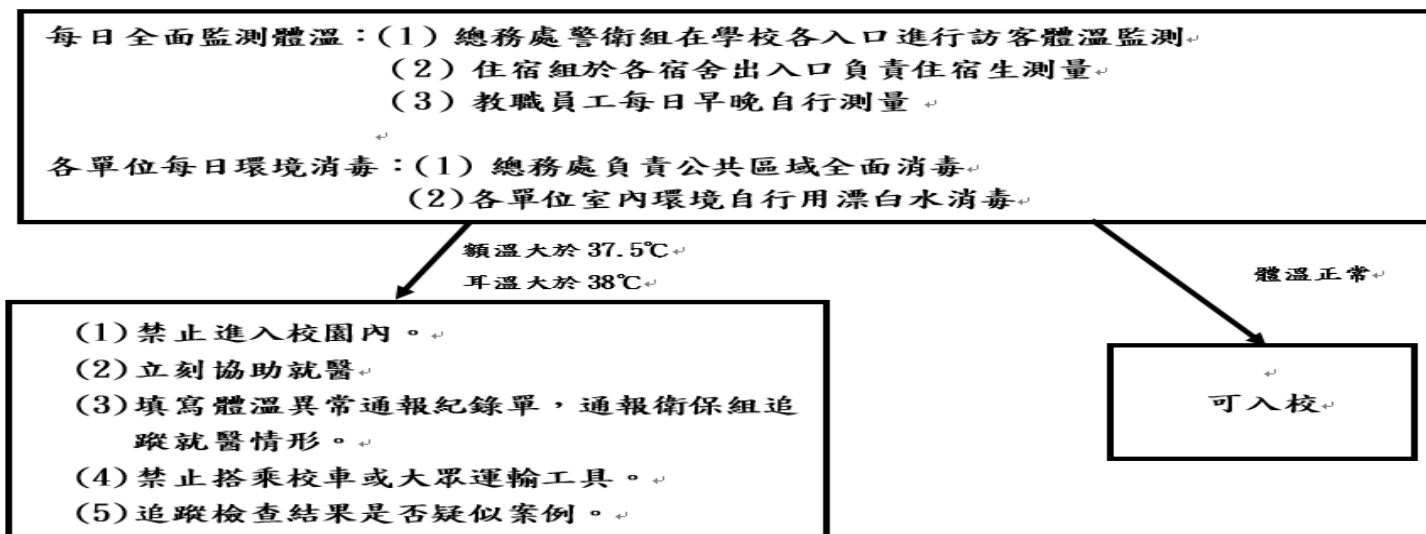 每日全面監測體溫：(1) 總務處警衛組在學校各入口進行訪客體溫監測
(2) 住宿組於各宿舍出入口負責住宿生測量
(3) 教職員工每日早晚自行測量
各單位每日環境消毒：(1) 總務處負責公共區域全面消毒
(2)各單位室內環境自行用漂白水消毒
額溫大於 37.5℃
耳溫大於 38℃
體溫正常
(1)禁止進入校園內。
(2)立刻協助就醫
(3)填寫體溫異常通報紀錄單，通報衛保組追
蹤就醫情形。
(4)禁止搭乘校車或大眾運輸工具。
(5)追蹤檢查結果是否疑似案例。
可入校